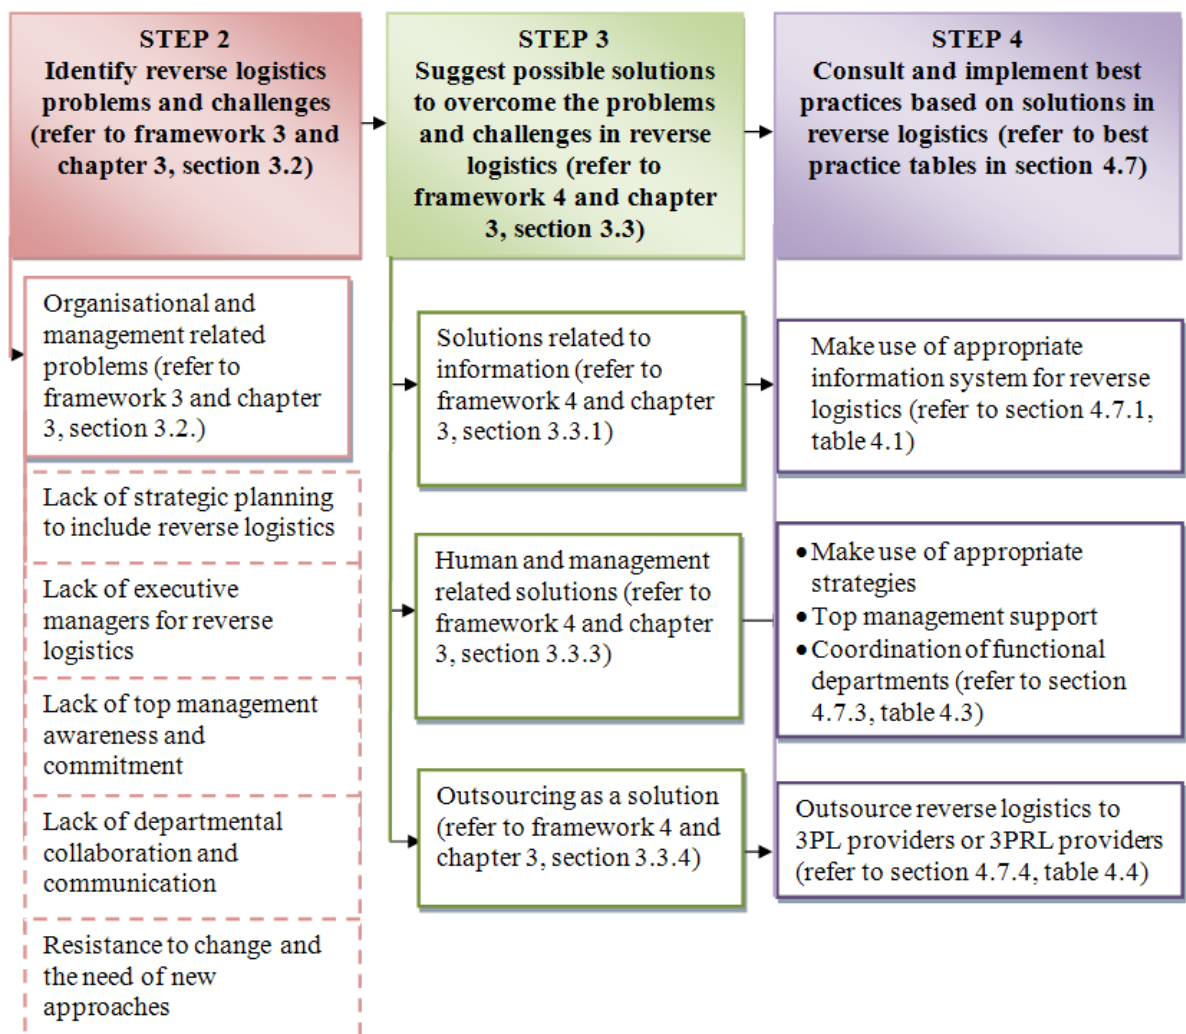 STEP 2
Identify reverse logistics
problems and challenges
(refer to framework 3 and
chapter 3, section 3.2)
STEP 3
Suggest possible solutions
to overcome the problems
and challenges in reverse
logistics (refer to
framework 4 and chapter
3, section 3.3)
STEP 4
Consult and implement best
practices based on solutions in
reverse logistics (refer to best
practice tables in section 4.7)
Organisational and
management related
problems (refer to
framework 3 and chapter
3, section 3.2.)
Lack of strategic planning
to include reverse logistics
Lack of executive
managers for reverse
logistics
Lack of top management
awareness and
commitment
Lack of departmental
collaboration and
communication
Resistance to change and
the need of new
approaches
Solutions related to
information (refer to
framework 4 and chapter
3, section 3.3.1)
Human and management
related solutions (refer to
framework 4 and chapter
3, section 3.3.3)
Outsourcing as a solution
(refer to framework 4 and
chapter 3, section 3.3.4)
Make use of appropriate
information system for reverse
logistics (refer to section 4.7.1,
table 4.1)
• Make use of appropriate
strategies
• Top management support
• Coordination of functional
departments (refer to section
4.7.3, table 4.3)
Outsource reverse logistics to
3PL providers or 3PRL providers
(refer to section 4.7.4, table 4.4)